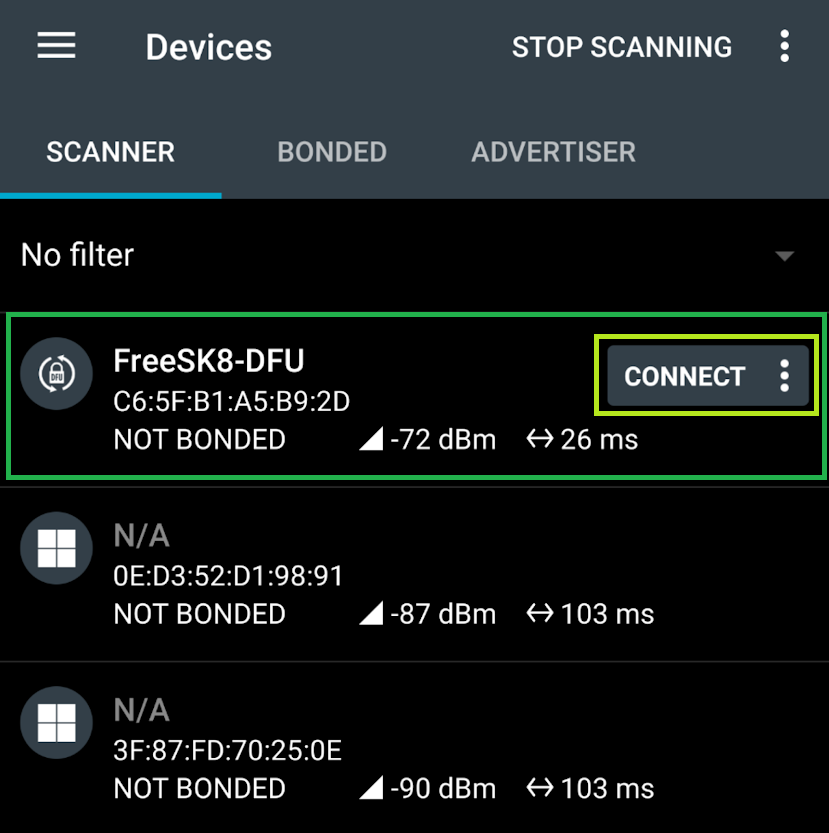 Devices STOP SCANNING
SCANNER BONDED ADVERTISER
No filter
FreeSK8-DFU
CONNECT
DFU
C6:5F:B1:A5:B9:2D
NOT BONDED -72 dBm 26 ms
N/A
0E:D3:52:D1:98:91
NOT BONDED -87 dBm 103 ms
N/A
3F:87:FD:70:25:0E
NOT BONDED -90 dBm 103 ms